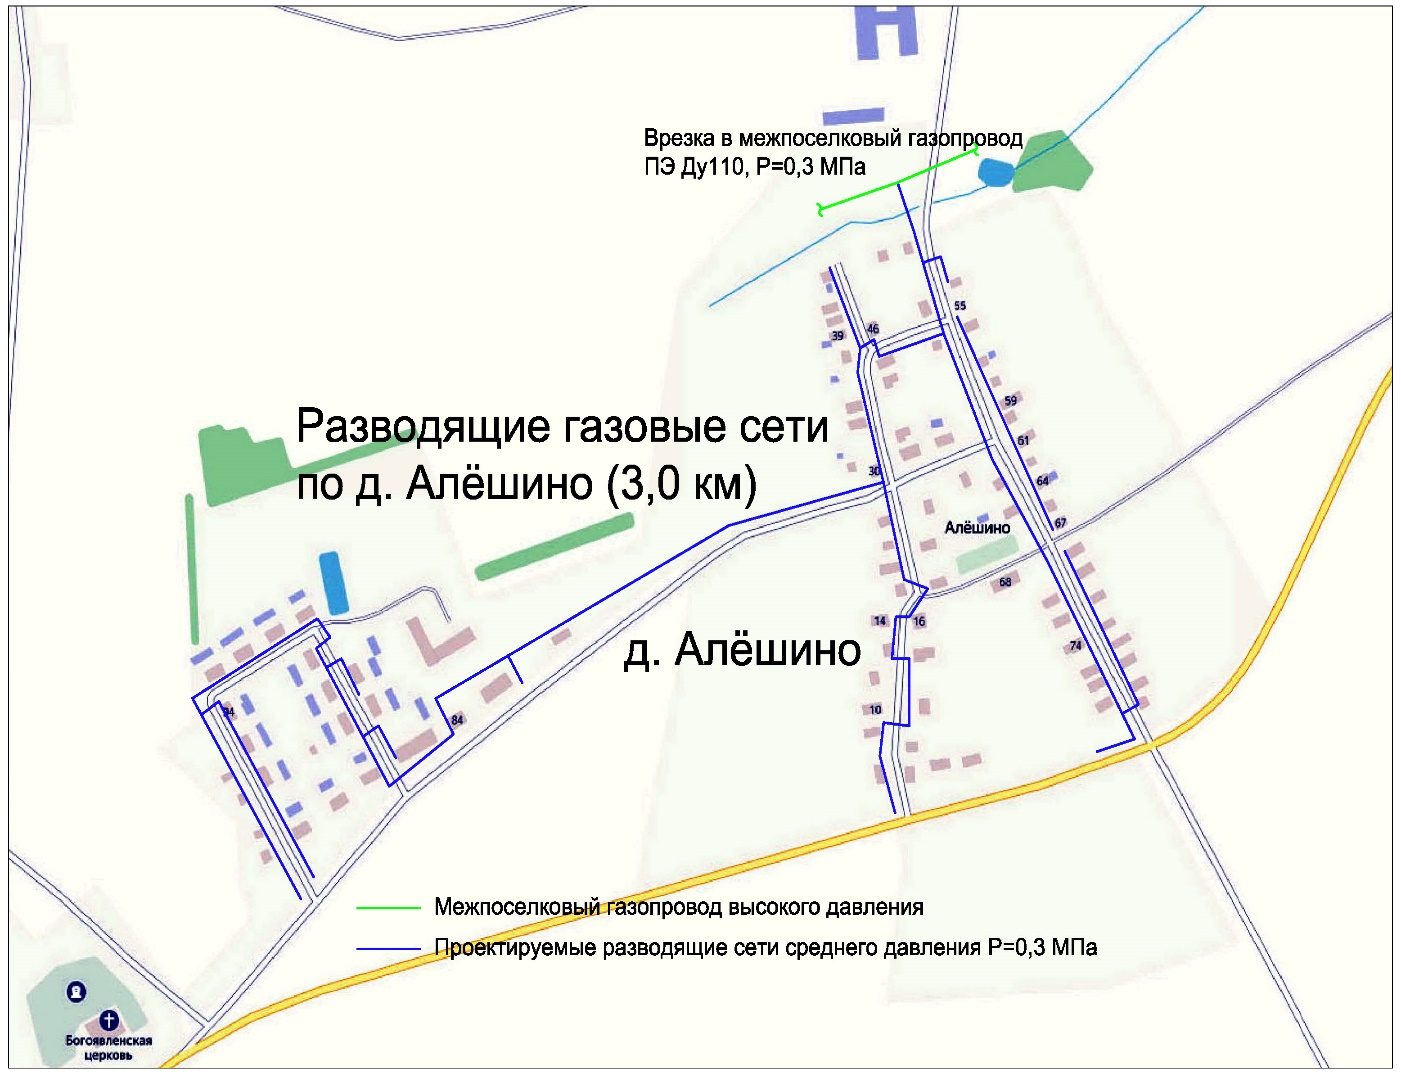 Врезка в межпоселковый газопровод
ПЭ Ду110, Р=0,3 МПа
55
46
39
Разводящие газовые сети
по д. Алёшино (3,0 км)
59
61
30
64
67
Алёшино
68
14
16
д. Алёшино
74
10
94
84
Межпоселковый газопровод высокого давления
Проектируемые разводящие сети среднего давления Р=0,3 МПа
Богоявленская
церковь